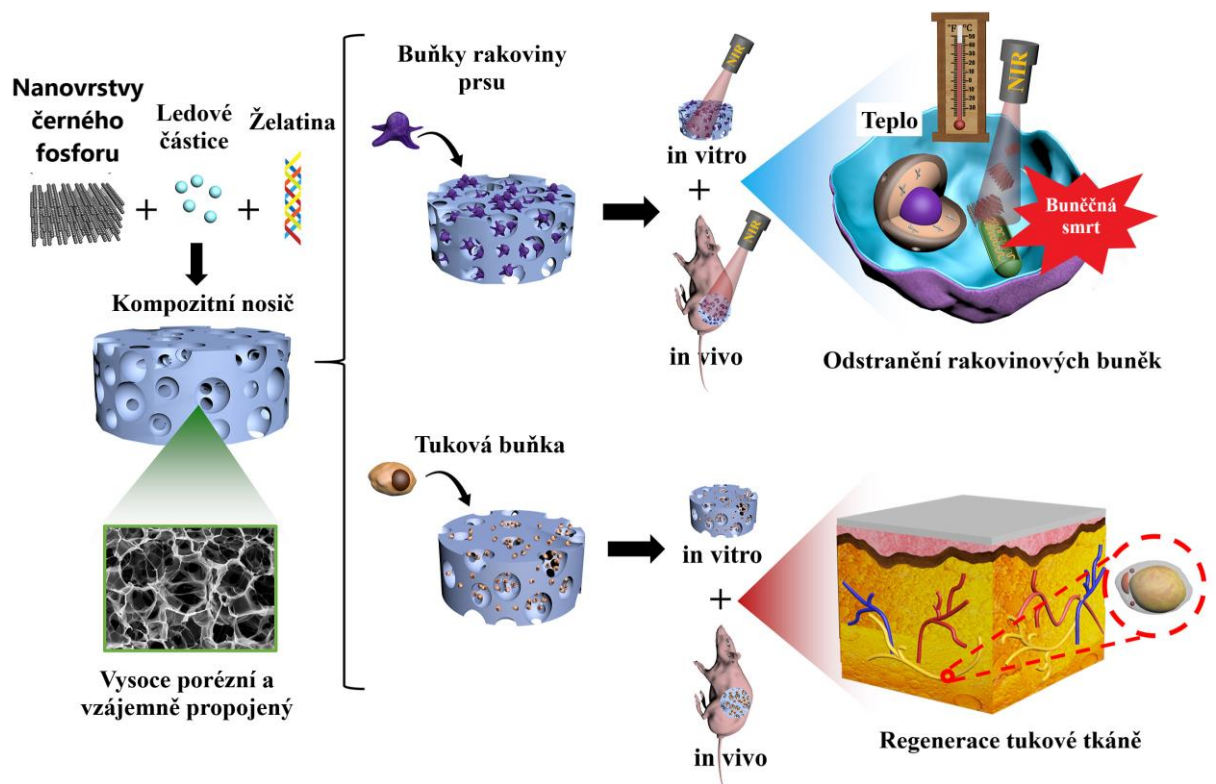 Nanovrstvy
černého
fosforu
+
Ledové
částice
+
Želatina
Kompozitní nosič
Vysoce porézní a
vzájemně propojený
Buňky rakoviny
prsu
NIR
in vitro
+
NIR
in vivo
Teplo
°F °C
NIR
Buněčná
smrt
Odstranění rakovinových buněk
Tuková buňka
in vitro
+
in vivo
Regenerace tukové tkáně